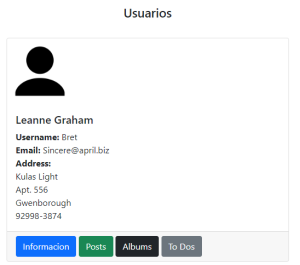 Usuarios
Leanne Graham
Username: Bret
Email: Sincere@april.biz
Address:
Kulas Light
Apt. 556
Gwenborough
92998-3874
Informacion Posts Albums To Dos